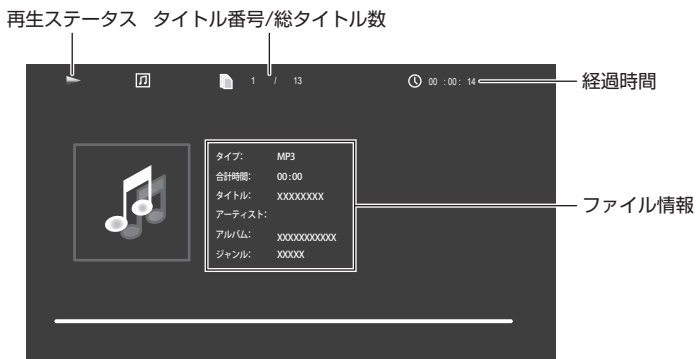 再生ステータス タイトル番号/総タイトル数
1 / 13 00 : 00 : 14 経過時間
タイプ: MP3
合計時間: 00:00
タイトル: XXXXXXXX
アーティスト:
ファイル情報
アルバム: XXXXXXXXXXX
ジャンル: XXXXX